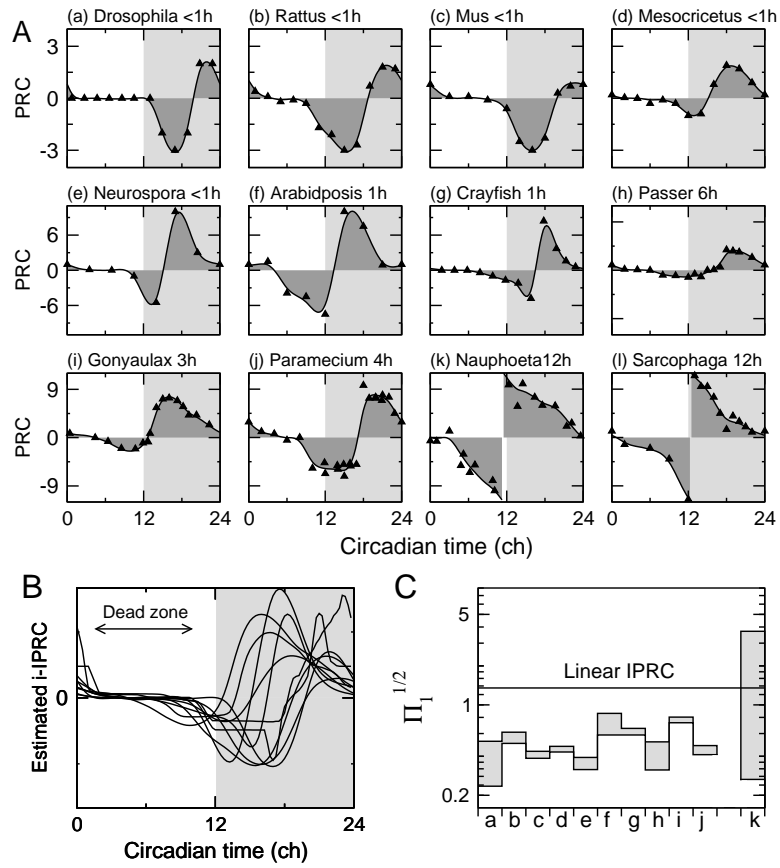 A
(a) Drosophila <1h
(b) Rattus <1h
(c) Mus <1h
(d) Mesocricetus <1h
PRC
3
0
-3
(e) Neurospora <1h
(f) Arabidposis 1h
(g) Crayfish 1h
(h) Passer 6h
PRC
6
0
-6
(i) Gonyaulax 3h
(j) Paramecium 4h
(k) Nauphoeta12h
(l) Sarcophaga 12h
PRC
9
0
-9
0 12 24 0 12 24 0 12 24 0 12 24
Circadian time (ch)
B
Dead zone
Estimated i-IPRC
0
0 12 24
Circadian time (ch)
C
Linear IPRC
Π₁^1/2
5
1
0.2
a b c d e f g h i j k